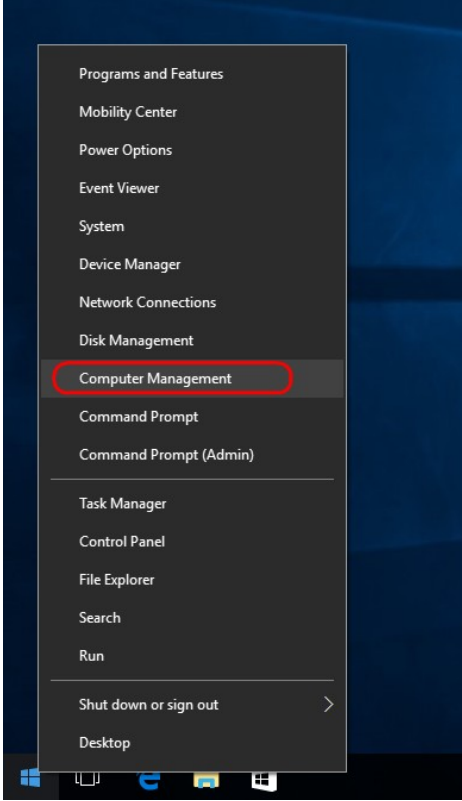 Programs and Features
Mobility Center
Power Options
Event Viewer
System
Device Manager
Network Connections
Disk Management
Computer Management
Command Prompt
Command Prompt (Admin)
Task Manager
Control Panel
File Explorer
Search
Run
Shut down or sign out
Desktop